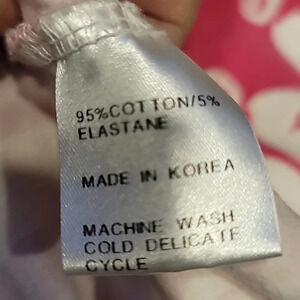 95%COTTON/5%
ELASTANE
MADE IN KOREA
MACHINE WASH
COLD DELICATE
CYCLE